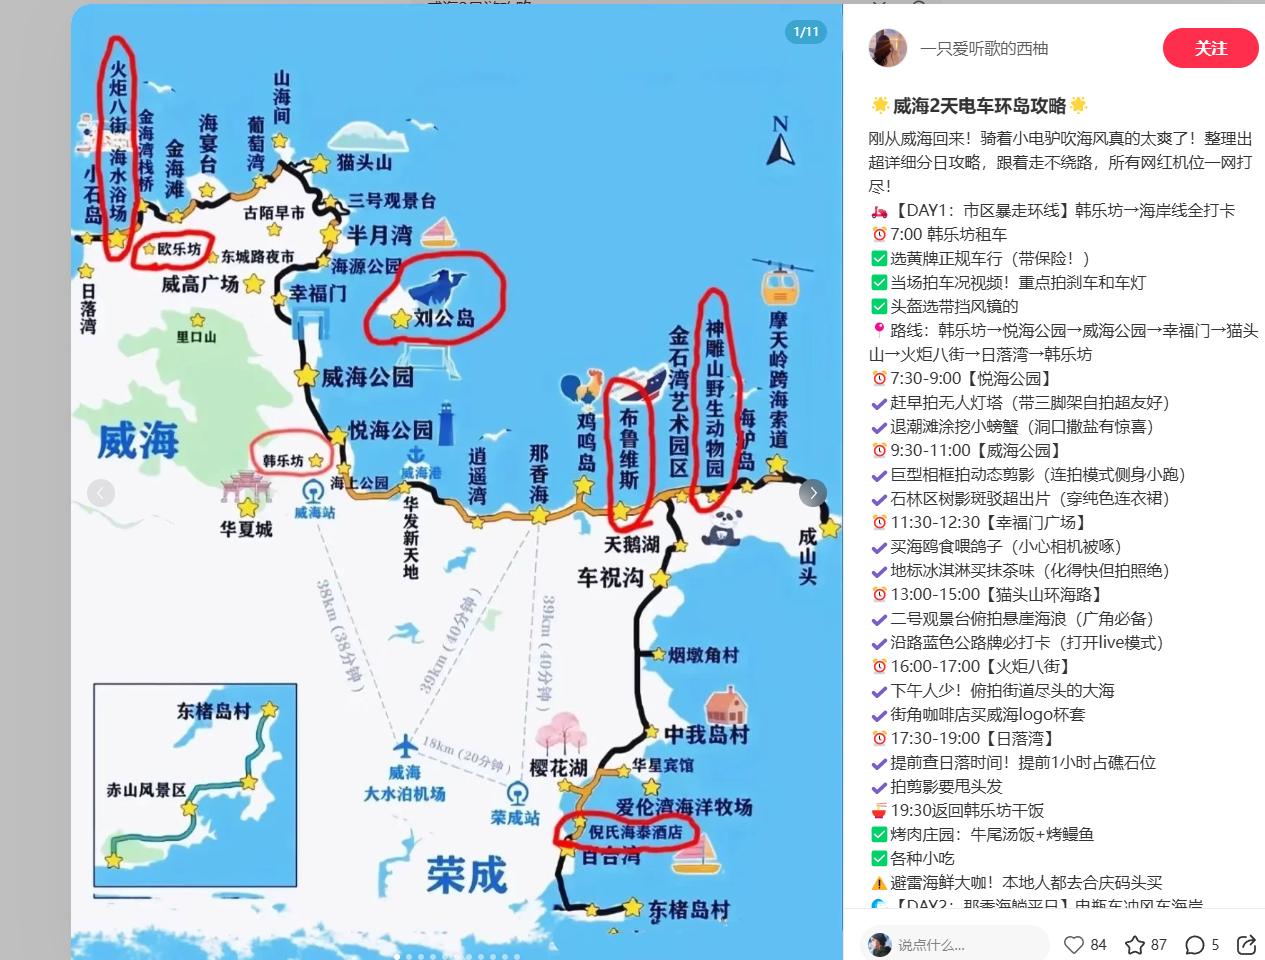 1/11
火炬八街海水浴场
小石岛
金海湾栈桥
金海滩
海宴台
葡萄湾
山海间
猫头山
N
三号观景台
古陌早市
半月湾
欧乐坊
东城路夜市
海源公园
威高广场
幸福门
刘公岛
日落湾
里口山
威海公园
威海
悦海公园
韩乐坊
海上公园
威海港
威海站
华夏城
华发新天地
逍遥湾
那香海
鸡鸣岛
布鲁维斯
金石湾艺术园区
神雕山野生动物园
海驴岛
摩天岭跨海索道
成山头
天鹅湖
车祝沟
38km(38分钟)
39km(40分钟)
39km(40分钟)
烟墩角村
中我岛村
18km(20分钟)
威海
大水泊机场
荣成站
樱花湖
华星宾馆
爱伦湾海洋牧场
倪氏海泰酒店
百合湾
荣成
东楮岛村
东楮岛村
赤山风景区
一只爱听歌的西柚
关注
🌟威海2天电车环岛攻略🌟
刚从威海回来！骑着小电驴吹海风真的太爽了！整理出
超详细分日攻略，跟着走不绕路，所有网红机位一网打
尽！
🛵【DAY1：市区暴走环线】韩乐坊→海岸线全打卡
⏰7:00 韩乐坊租车
✅选黄牌正规车行（带保险！）
✅当场拍车况视频！重点拍刹车和车灯
✅头盔选带挡风镜的
📍路线：韩乐坊→悦海公园→威海公园→幸福门→猫头
山→火炬八街→日落湾→韩乐坊
⏰7:30-9:00【悦海公园】
✔赶早拍无人灯塔（带三脚架自拍超友好）
✔退潮滩涂挖小螃蟹（洞口撒盐有惊喜）
⏰9:30-11:00【威海公园】
✔巨型相框拍动态剪影（连拍模式侧身小跑）
✔石林区树影斑驳超出片（穿纯色连衣裙）
⏰11:30-12:30【幸福门广场】
✔买海鸥食喂鸽子（小心相机被啄）
✔地标冰淇淋买抹茶味（化得快但拍照绝）
⏰13:00-15:00【猫头山环海路】
✔二号观景台俯拍悬崖海浪（广角必备）
✔沿路蓝色公路牌必打卡（打开live模式）
⏰16:00-17:00【火炬八街】
✔下午人少！俯拍街道尽头的大海
✔街角咖啡店买威海logo杯套
⏰17:30-19:00【日落湾】
✔提前查日落时间！提前1小时占礁石位
✔拍剪影要甩头发
🍜19:30返回韩乐坊干饭
✅烤肉庄园：牛尾汤饭+烤鳗鱼
✅各种小吃
⚠️避雷海鲜大咖！本地人都去合庆码头买
🌊【DAY2：那香海躺平日】电瓶车冲风车海岸
说点什么...
84
87
5